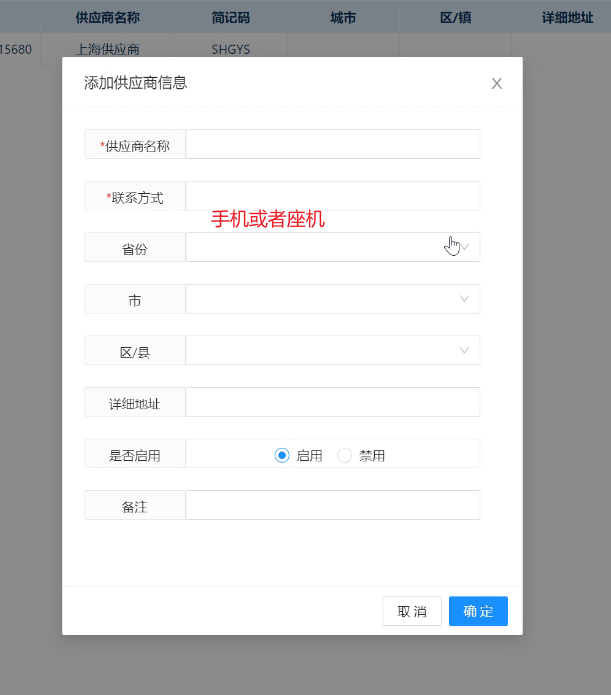 供应商名称 简记码 城市 区/镇 详细地址
15680 上海供应商 SHGYS
添加供应商信息
*供应商名称
*联系方式
手机或者座机
省份
市
区/县
详细地址
是否启用 启用 禁用
备注
取 消 确 定